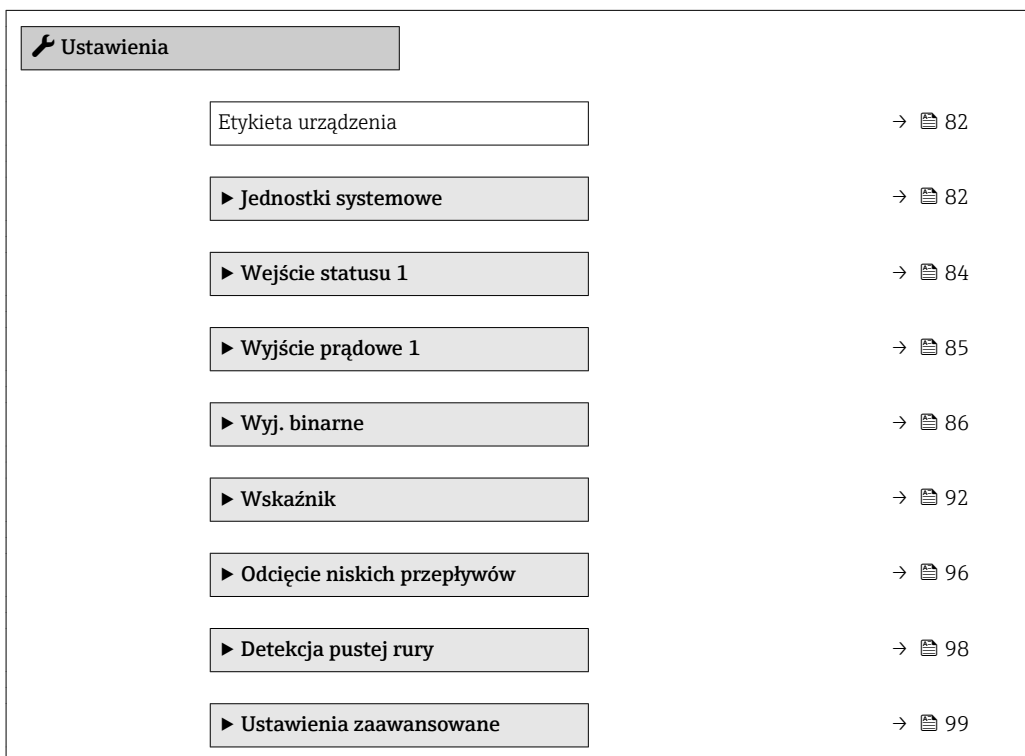 Ustawienia
Etykieta urządzenia → 82
▶ Jednostki systemowe → 82
▶ Wejście statusu 1 → 84
▶ Wyjście prądowe 1 → 85
▶ Wyj. binarne → 86
▶ Wskaźnik → 92
▶ Odcięcie niskich przepływów → 96
▶ Detekcja pustej rury → 98
▶ Ustawienia zaawansowane → 99